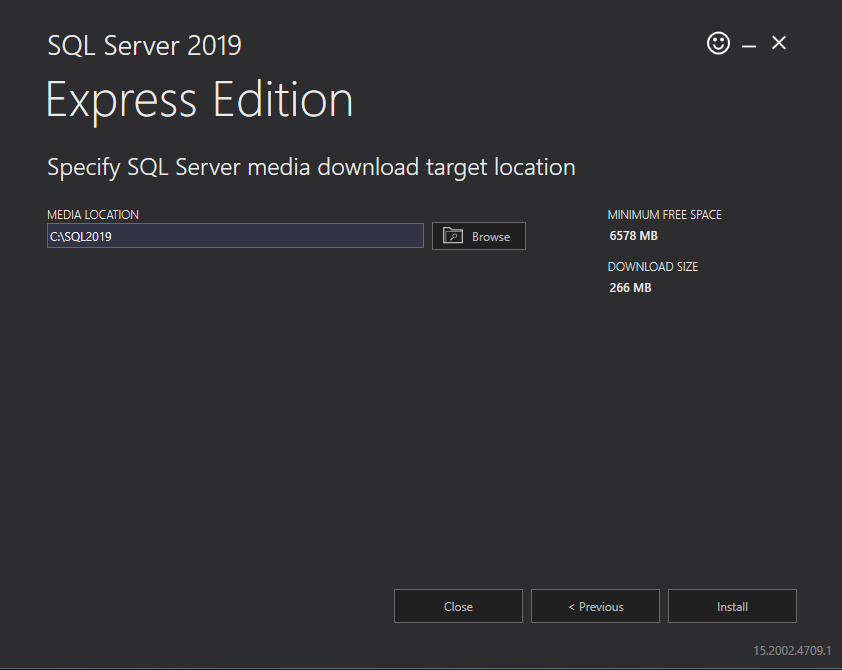 SQL Server 2019
Express Edition
Specify SQL Server media download target location
MEDIA LOCATION
C:\SQL2019
Browse
MINIMUM FREE SPACE
6578 MB
DOWNLOAD SIZE
266 MB
Close
< Previous
Install
15.2002.4709.1